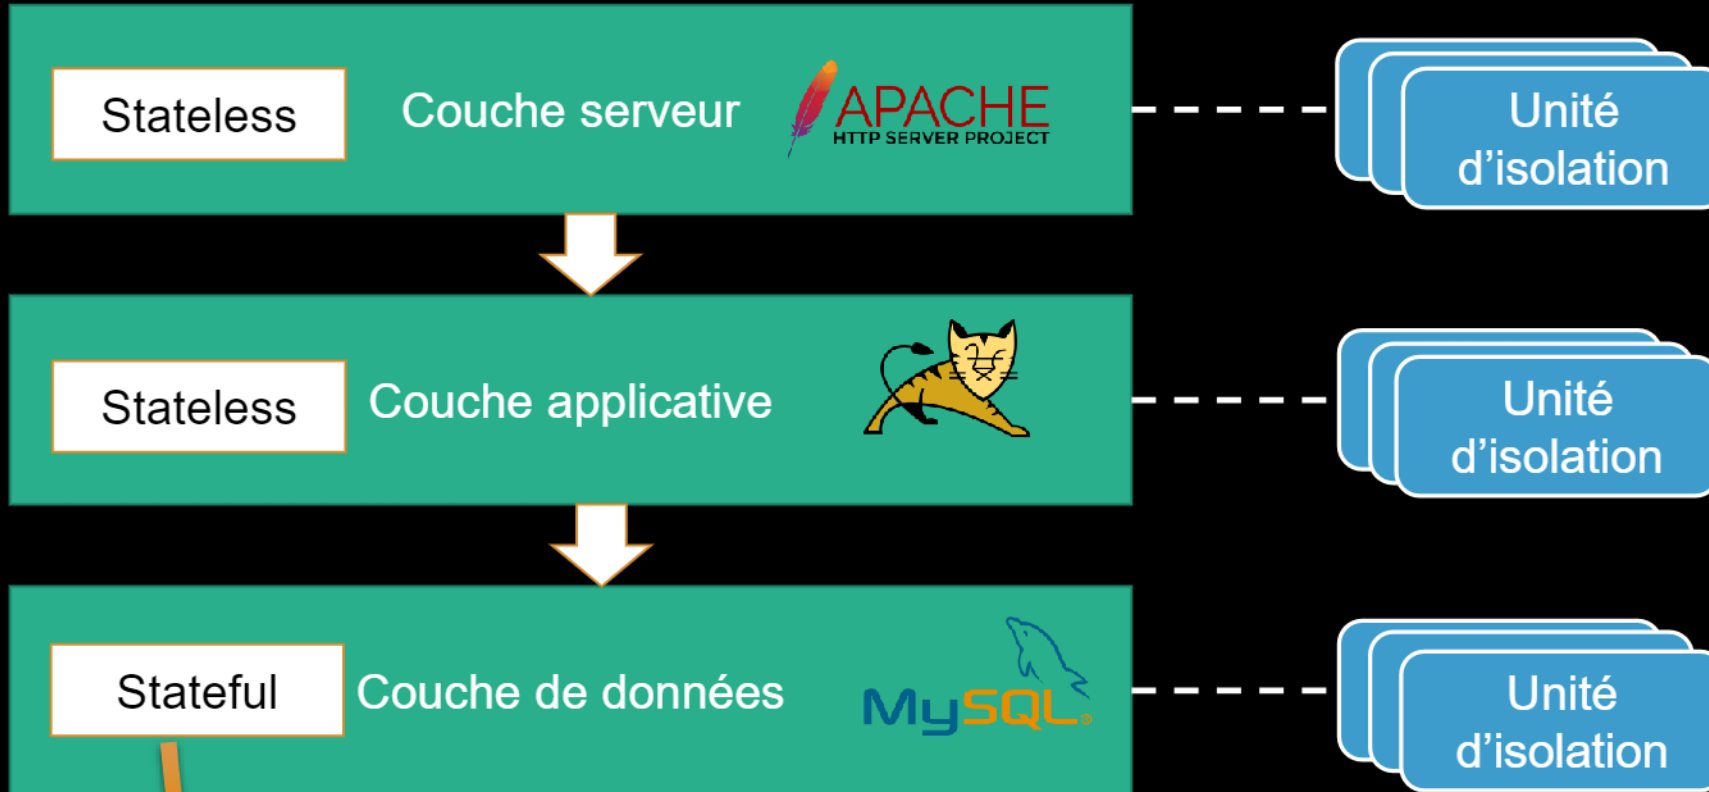 Stateless
Couche serveur
APACHE
HTTP SERVER PROJECT
Unité
d'isolation
Stateless
Couche applicative
Unité
d'isolation
Stateful
Couche de données
MySQL®
Unité
d'isolation